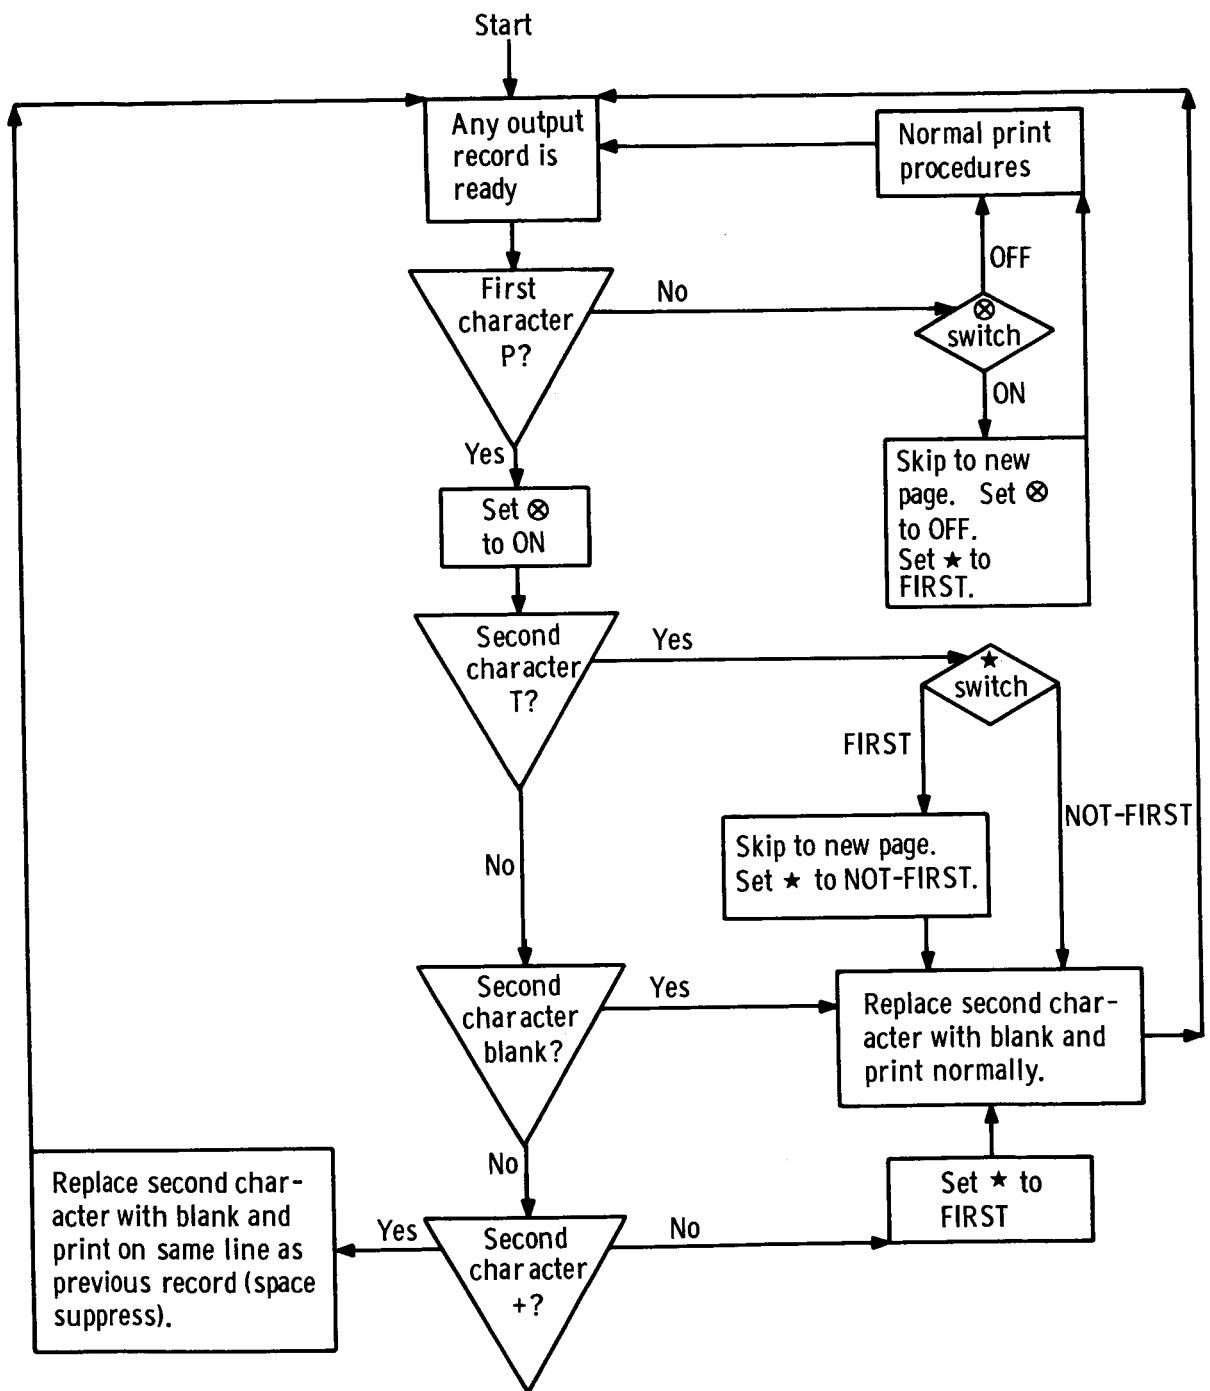 Start
Any output
record is
ready
Normal print
procedures
OFF
First
character
P?
No
⊗
switch
ON
Yes
Set ⊗
to ON
Skip to new
page. Set ⊗
to OFF.
Set ★ to
FIRST.
Second
character
T?
Yes
★
switch
FIRST
NOT-FIRST
Skip to new page.
Set ★ to NOT-FIRST.
No
Second
character
blank?
Yes
Replace second char-
acter with blank and
print normally.
No
Set ★ to
FIRST
Replace second char-
acter with blank and
print on same line as
previous record (space
suppress).
Yes
Second
character
+?
No